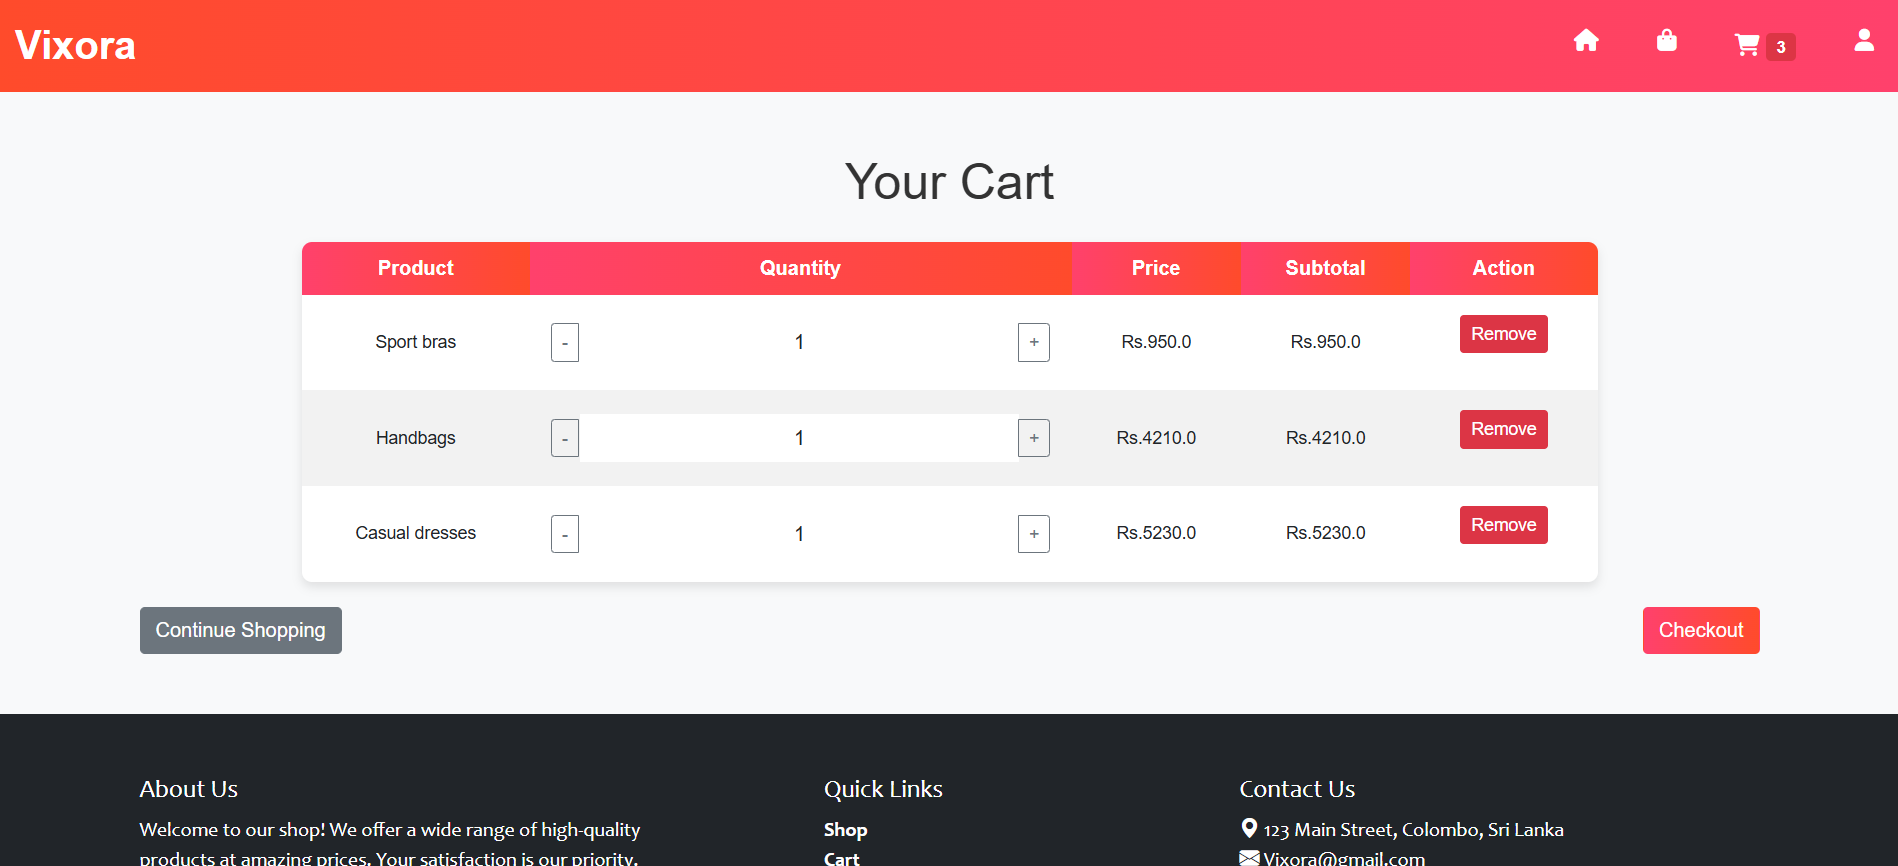 Vixora
3
Your Cart
Product Quantity Price Subtotal Action
Sport bras - 1 + Rs.950.0 Rs.950.0 Remove
Handbags - 1 + Rs.4210.0 Rs.4210.0 Remove
Casual dresses - 1 + Rs.5230.0 Rs.5230.0 Remove
Continue Shopping Checkout
About Us
Welcome to our shop! We offer a wide range of high-quality
products at amazing prices. Your satisfaction is our priority.
Quick Links
Shop
Cart
Contact Us
123 Main Street, Colombo, Sri Lanka
Vixora@gmail.com